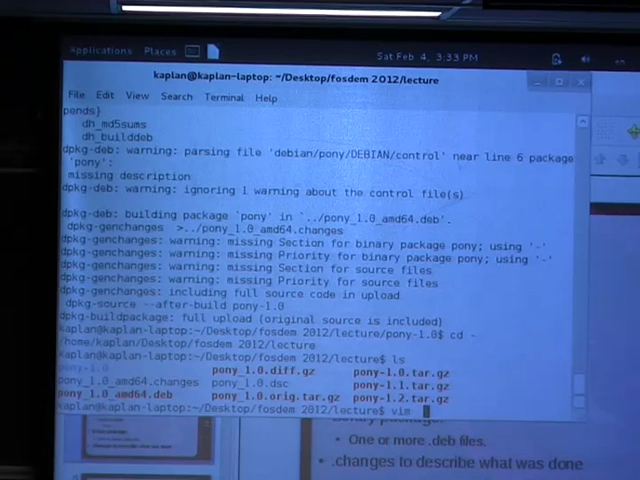 Applications Places
Sat Feb 4, 3:33 PM
kaplan@kaplan-laptop: ~/Desktop/fosdem 2012/lecture
File Edit View Search Terminal Help
pends}
dh_md5sums
dh_builddeb
dpkg-deb: warning: parsing file 'debian/pony/DEBIAN/control' near line 6 package
'pony':
missing description
dpkg-deb: warning: ignoring 1 warning about the control file(s)
dpkg-deb: building package `pony' in `../pony_1.0_amd64.deb'.
dpkg-genchanges >../pony_1.0_amd64.changes
dpkg-genchanges: warning: missing Section for binary package pony; using '-'
dpkg-genchanges: warning: missing Priority for binary package pony; using '-'
dpkg-genchanges: warning: missing Section for source files
dpkg-genchanges: warning: missing Priority for source files
dpkg-genchanges: including full source code in upload
dpkg-source --after-build pony-1.0
dpkg-buildpackage: full upload (original source is included)
kaplan@kaplan-laptop:~/Desktop/fosdem 2012/lecture/pony-1.0$ cd -
/home/kaplan/Desktop/fosdem 2012/lecture
kaplan@kaplan-laptop:~/Desktop/fosdem 2012/lecture$ ls
pony-1.0 pony_1.0.diff.gz pony-1.0.tar.gz
pony_1.0_amd64.changes pony_1.0.dsc pony-1.1.tar.gz
pony_1.0_amd64.deb pony_1.0.orig.tar.gz pony-1.2.tar.gz
kaplan@kaplan-laptop:~/Desktop/fosdem 2012/lecture$ vim
• One or more .deb files.
• .changes to describe what was done